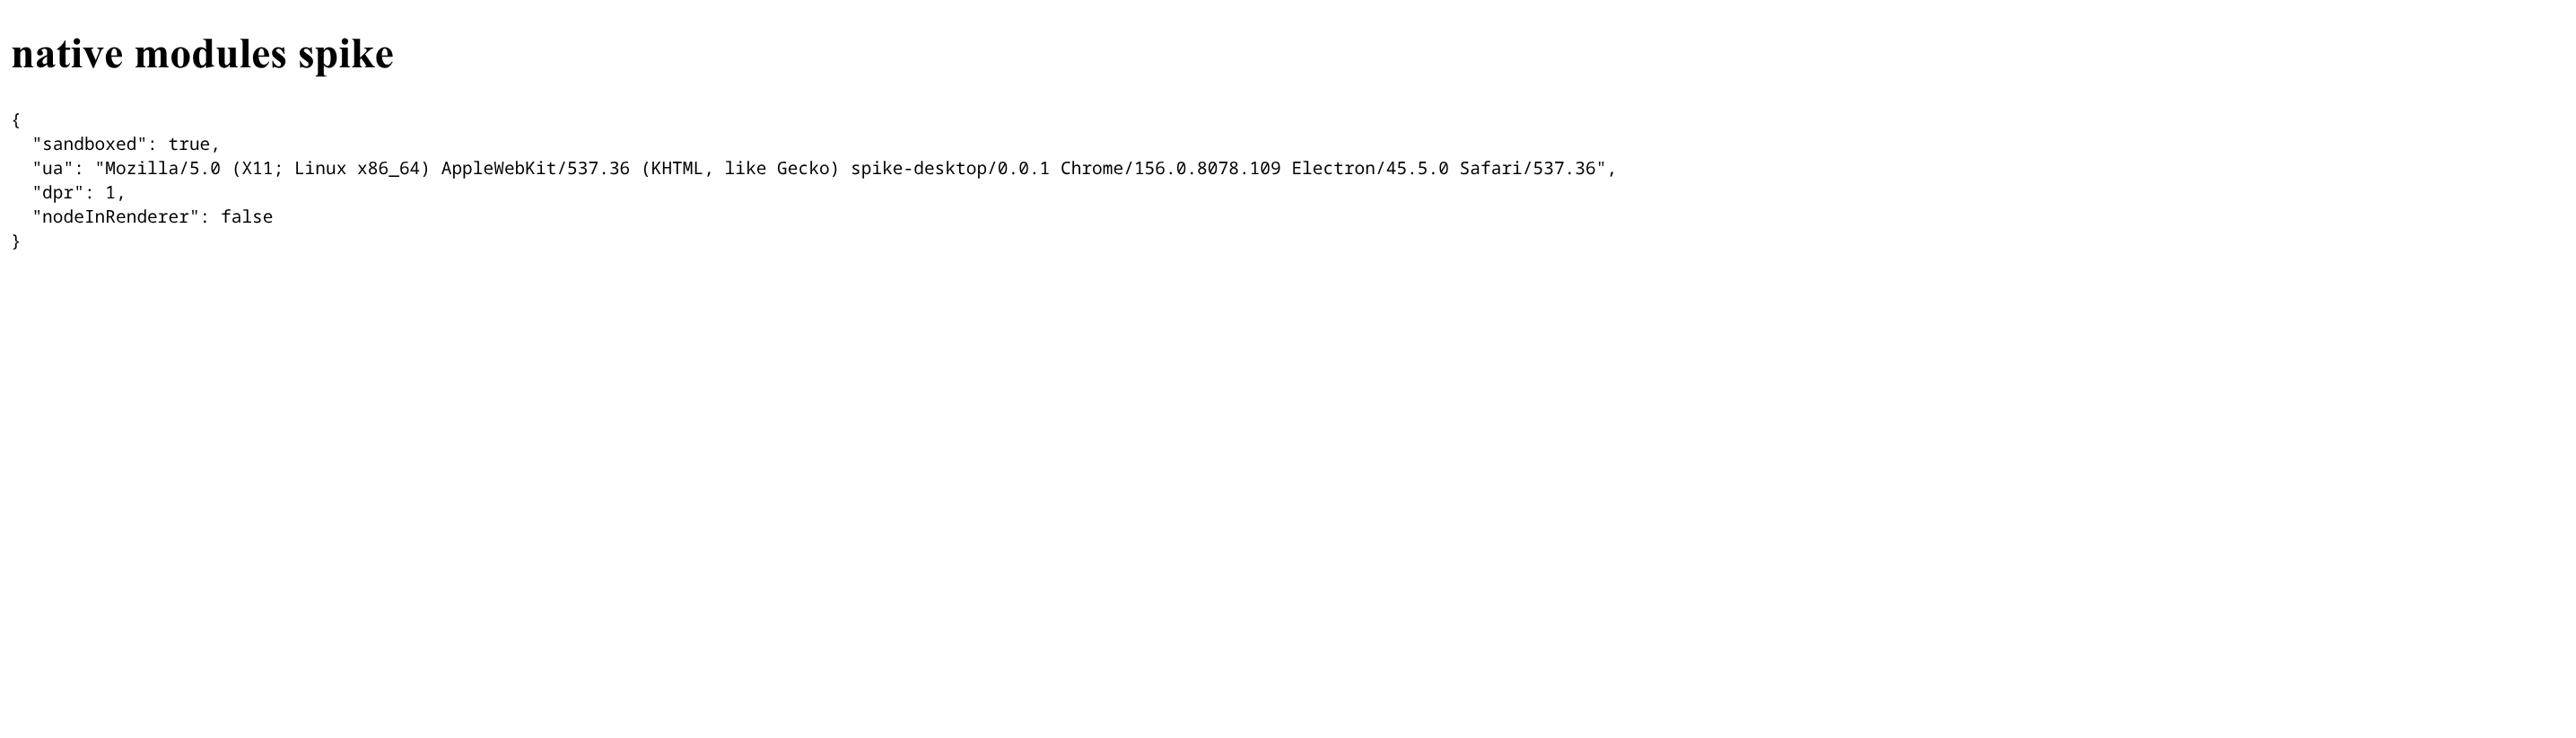 native modules spike
{
  "sandboxed": true,
  "ua": "Mozilla/5.0 (X11; Linux x86_64) AppleWebKit/537.36 (KHTML, like Gecko) spike-desktop/0.0.1 Chrome/156.0.8078.109 Electron/45.5.0 Safari/537.36",
  "dpr": 1,
  "nodeInRenderer": false
}